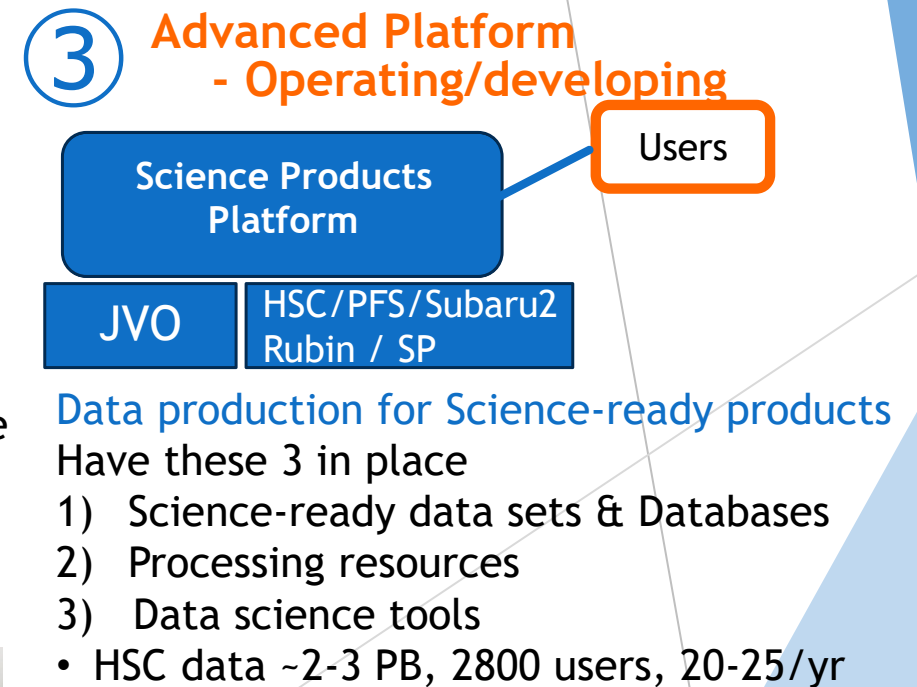 ③ Advanced Platform
- Operating/developing
Users
Science Products
Platform
JVO
HSC/PFS/Subaru2
Rubin / SP
e
Data production for Science-ready products
Have these 3 in place
1) Science-ready data sets & Databases
2) Processing resources
3) Data science tools
• HSC data ~2-3 PB, 2800 users, 20-25/yr